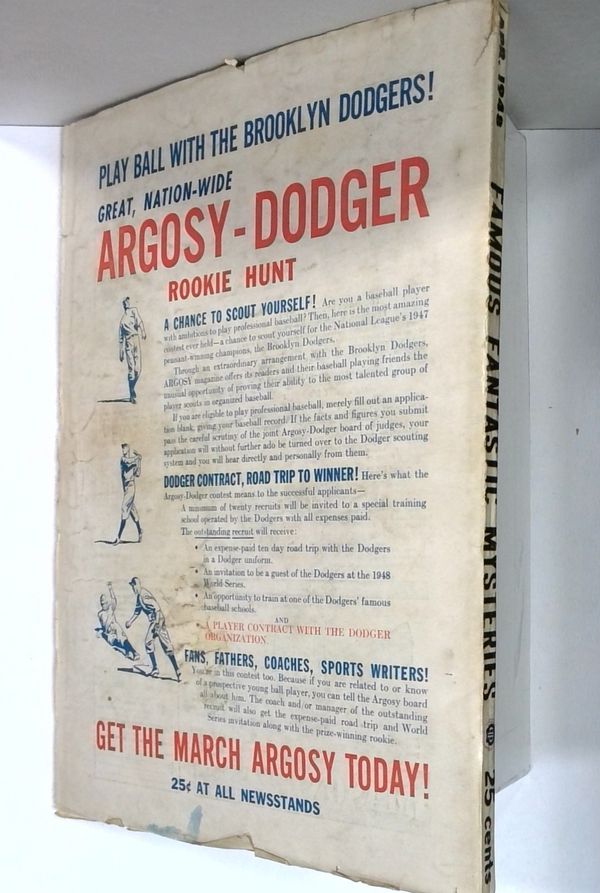 PLAY BALL WITH THE BROOKLYN DODGERS!
GREAT, NATION-WIDE
ARGOSY-DODGER
ROOKIE HUNT
A CHANCE TO SCOUT YOURSELF! Are you a baseball player
with ambitions to play professional baseball? Then, here is the most amazing
contest ever held—a chance to scout yourself for the National League's 1947
pennant-winning champions, the Brooklyn Dodgers.
Through an extraordinary arrangement with the Brooklyn Dodgers,
ARGOSY magazine offers its readers and their baseball playing friends the
unusual opportunity of proving their ability to the most talented group of
player scouts in organized baseball.
If you are eligible to play professional baseball, merely fill out an applica-
tion blank, giving your baseball record. If the facts and figures you submit
pass the careful scrutiny of the joint Argosy-Dodger board of judges, your
application will without further ado be turned over to the Dodger scouting
system and you will hear directly and personally from them.
DODGER CONTRACT, ROAD TRIP TO WINNER! Here's what the
Argosy-Dodger contest means to the successful applicants—
A minimum of twenty recruits will be invited to a special training
school operated by the Dodgers with all expenses paid.
The outstanding recruit will receive:
• An expense-paid ten day road trip with the Dodgers
in a Dodger uniform.
• An invitation to be a guest of the Dodgers at the 1948
World Series.
• An opportunity to train at one of the Dodgers' famous
baseball schools.
AND
• A PLAYER CONTRACT WITH THE DODGER
ORGANIZATION.
FANS, FATHERS, COACHES, SPORTS WRITERS!
You're in this contest too. Because if you are related to or know
of a prospective young ball player, you can tell the Argosy board
all about him. The coach and/or manager of the outstanding
recruit will also get the expense-paid road trip and World
Series invitation along with the prize-winning rookie.
GET THE MARCH ARGOSY TODAY!
25¢ AT ALL NEWSSTANDS
APR. 1948 FAMOUS FANTASTIC MYSTERIES 25 cents